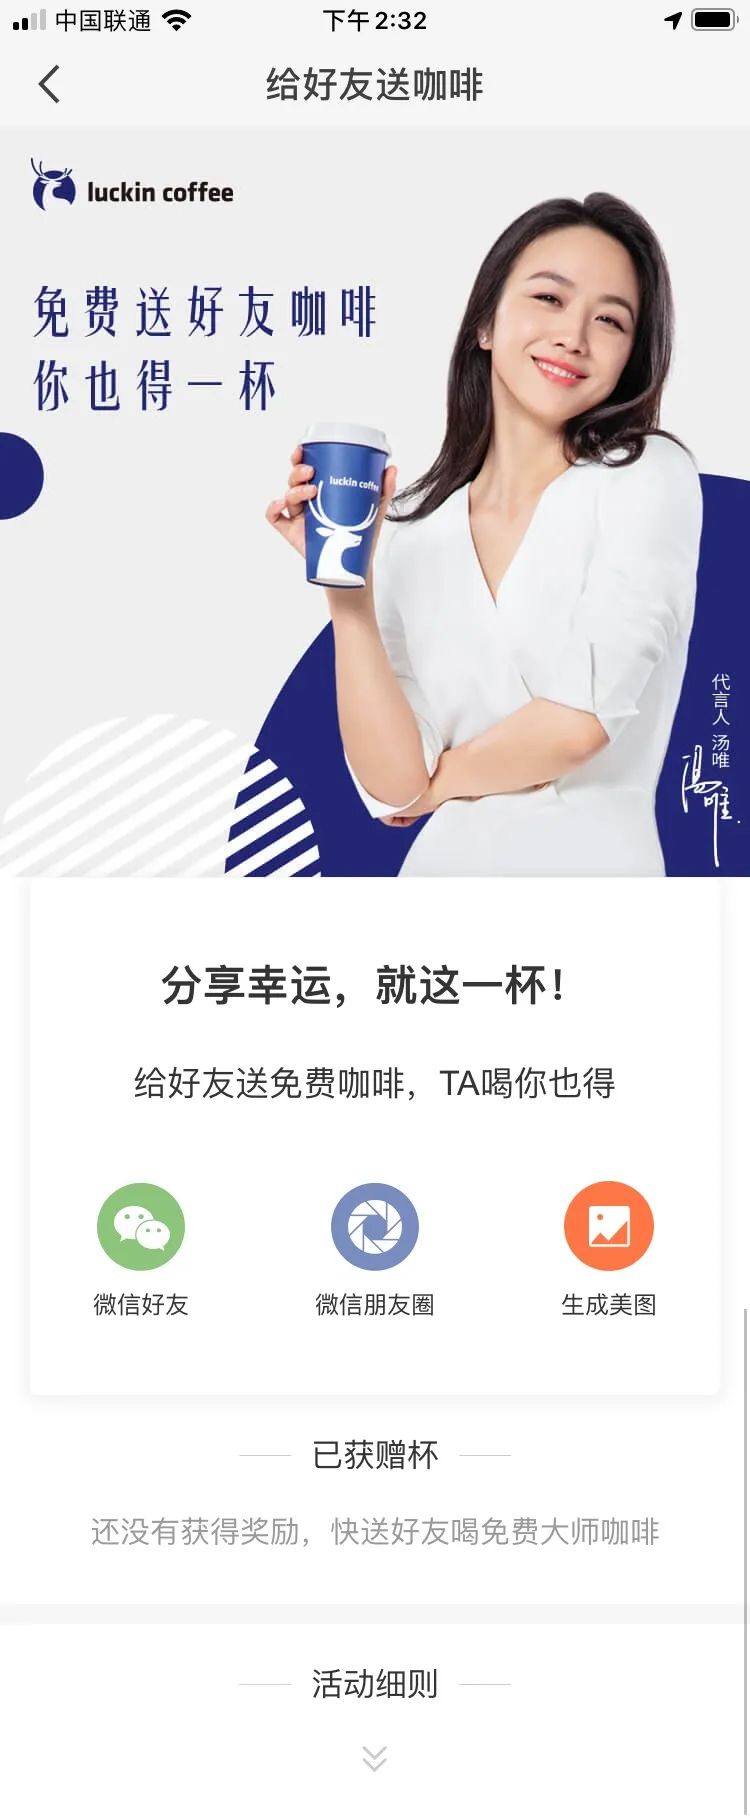 中国联通
下午2:32
给好友送咖啡
luckin coffee
免费送好友咖啡
你也得一杯
luckin coffee
代言人 汤唯
汤唯
分享幸运，就这一杯！
给好友送免费咖啡，TA喝你也得
微信好友
微信朋友圈
生成美图
已获赠杯
还没有获得奖励，快送好友喝免费大师咖啡
活动细则